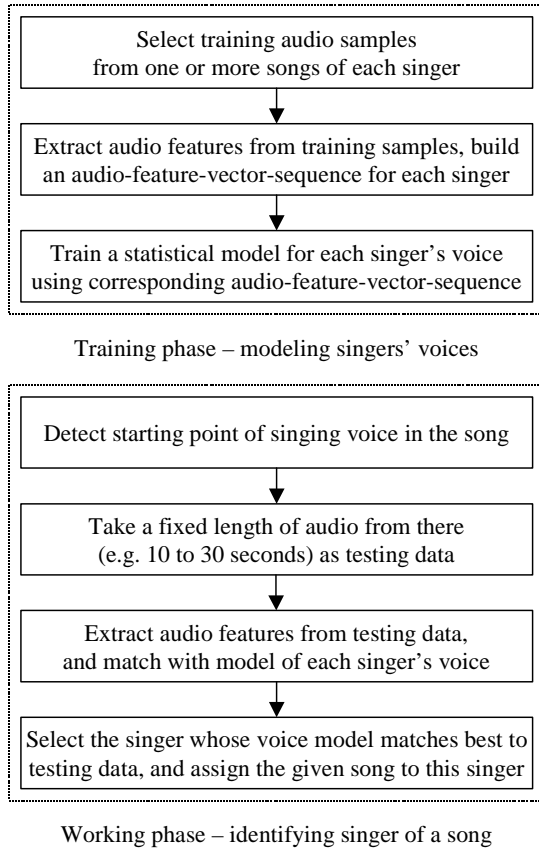 Select training audio samples
from one or more songs of each singer
Extract audio features from training samples, build
an audio-feature-vector-sequence for each singer
Train a statistical model for each singer's voice
using corresponding audio-feature-vector-sequence
Training phase – modeling singers' voices
Detect starting point of singing voice in the song
Take a fixed length of audio from there
(e.g. 10 to 30 seconds) as testing data
Extract audio features from testing data,
and match with model of each singer's voice
Select the singer whose voice model matches best to
testing data, and assign the given song to this singer
Working phase – identifying singer of a song